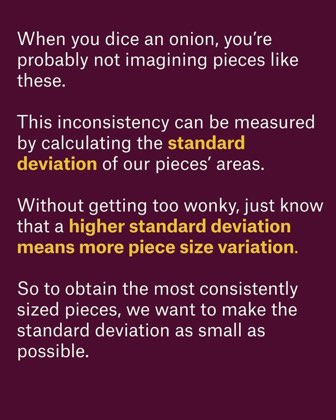 When you dice an onion, you’re
probably not imagining pieces like
these.
This inconsistency can be measured
by calculating the standard
deviation of our pieces’ areas.
Without getting too wonky, just know
that a higher standard deviation
means more piece size variation.
So to obtain the most consistently
sized pieces, we want to make the
standard deviation as small as
possible.